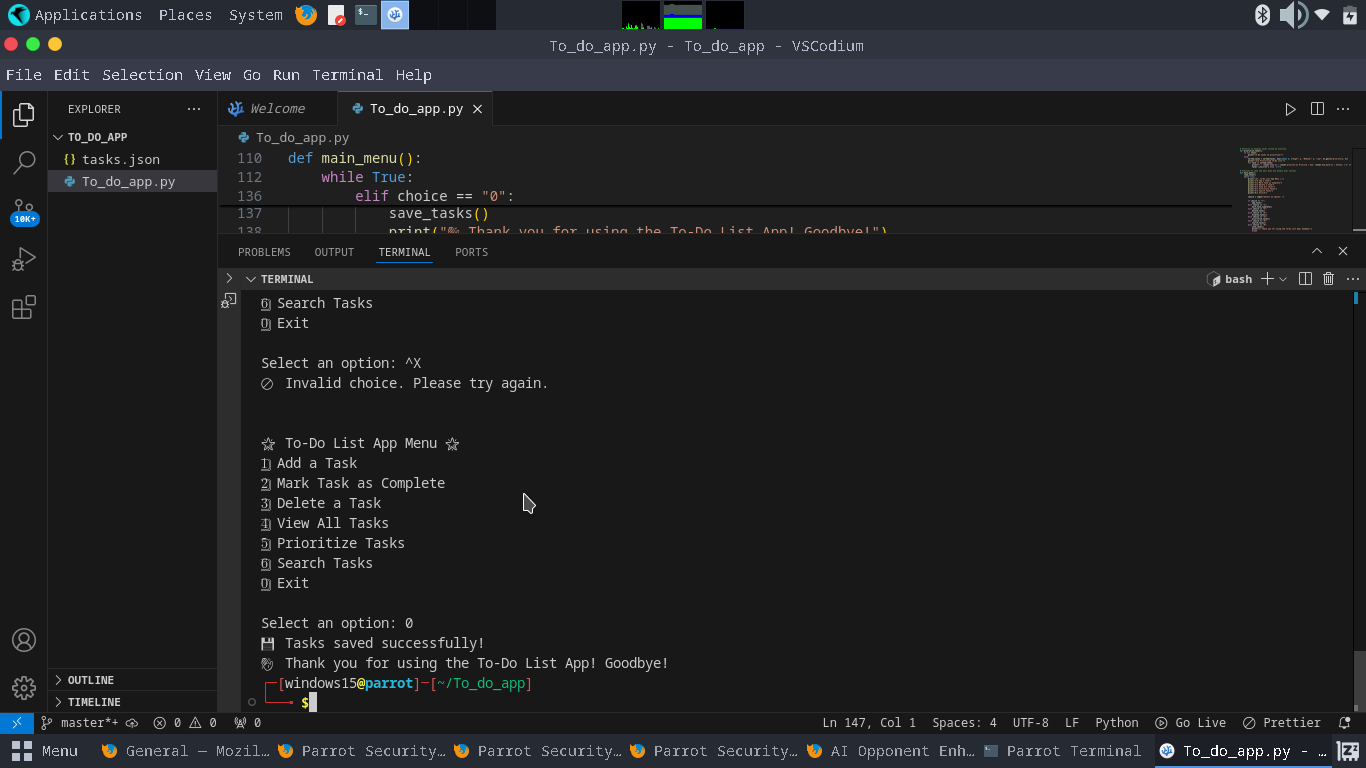 Applications Places System
To_do_app.py - To_do_app - VSCodium
File Edit Selection View Go Run Terminal Help
EXPLORER ···
Welcome
To_do_app.py
TO_DO_APP
{} tasks.json
To_do_app.py
10K+
To_do_app.py
110 def main_menu():
112 while True:
136 elif choice == "0":
137 save_tasks()
138 print("👋 Thank you for using the To-Do List App! Goodbye!")
PROBLEMS OUTPUT TERMINAL PORTS
TERMINAL
bash
6 Search Tasks
0 Exit
Select an option: ^X
⊘ Invalid choice. Please try again.
☆ To-Do List App Menu ☆
1 Add a Task
2 Mark Task as Complete
3 Delete a Task
4 View All Tasks
5 Prioritize Tasks
6 Search Tasks
0 Exit
Select an option: 0
💾 Tasks saved successfully!
👋 Thank you for using the To-Do List App! Goodbye!
┌─[windows15@parrot]─[~/To_do_app]
└──╼ $
OUTLINE
TIMELINE
master*+ 0 0 0 Ln 147, Col 1 Spaces: 4 UTF-8 LF Python Go Live Prettier
Menu General — Mozil… Parrot Security… Parrot Security… Parrot Security… AI Opponent Enh… Parrot Terminal To_do_app.py - …